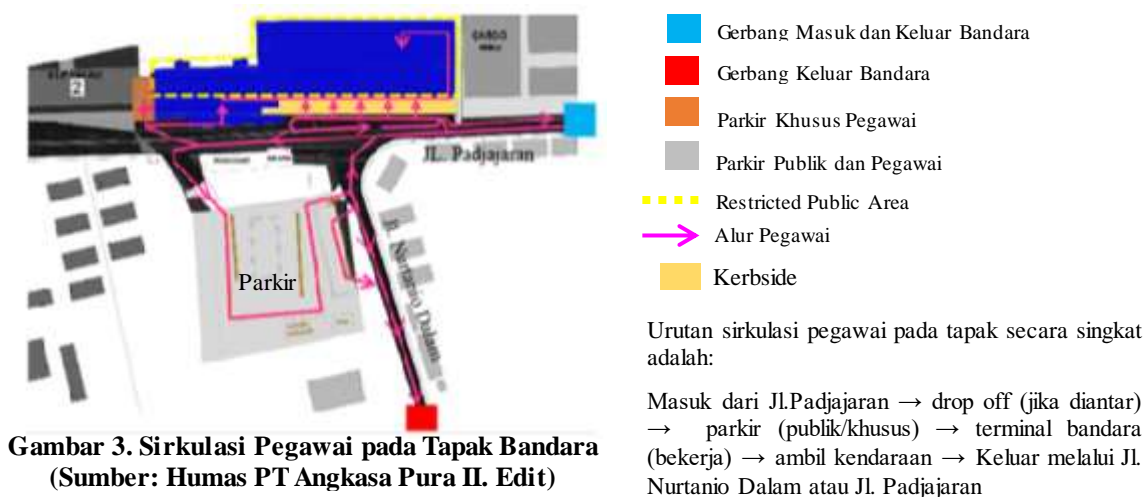 CARGO
2
JL. Padjajaran
Jl. Nurtanio Dalam
Parkir
Gambar 3. Sirkulasi Pegawai pada Tapak Bandara
(Sumber: Humas PT Angkasa Pura II. Edit)
Gerbang Masuk dan Keluar Bandara
Gerbang Keluar Bandara
Parkir Khusus Pegawai
Parkir Publik dan Pegawai
Restricted Public Area
Alur Pegawai
Kerbside
Urutan sirkulasi pegawai pada tapak secara singkat
adalah:
Masuk dari Jl.Padjajaran → drop off (jika diantar)
→ parkir (publik/khusus) → terminal bandara
(bekerja) → ambil kendaraan → Keluar melalui Jl.
Nurtanio Dalam atau Jl. Padjajaran